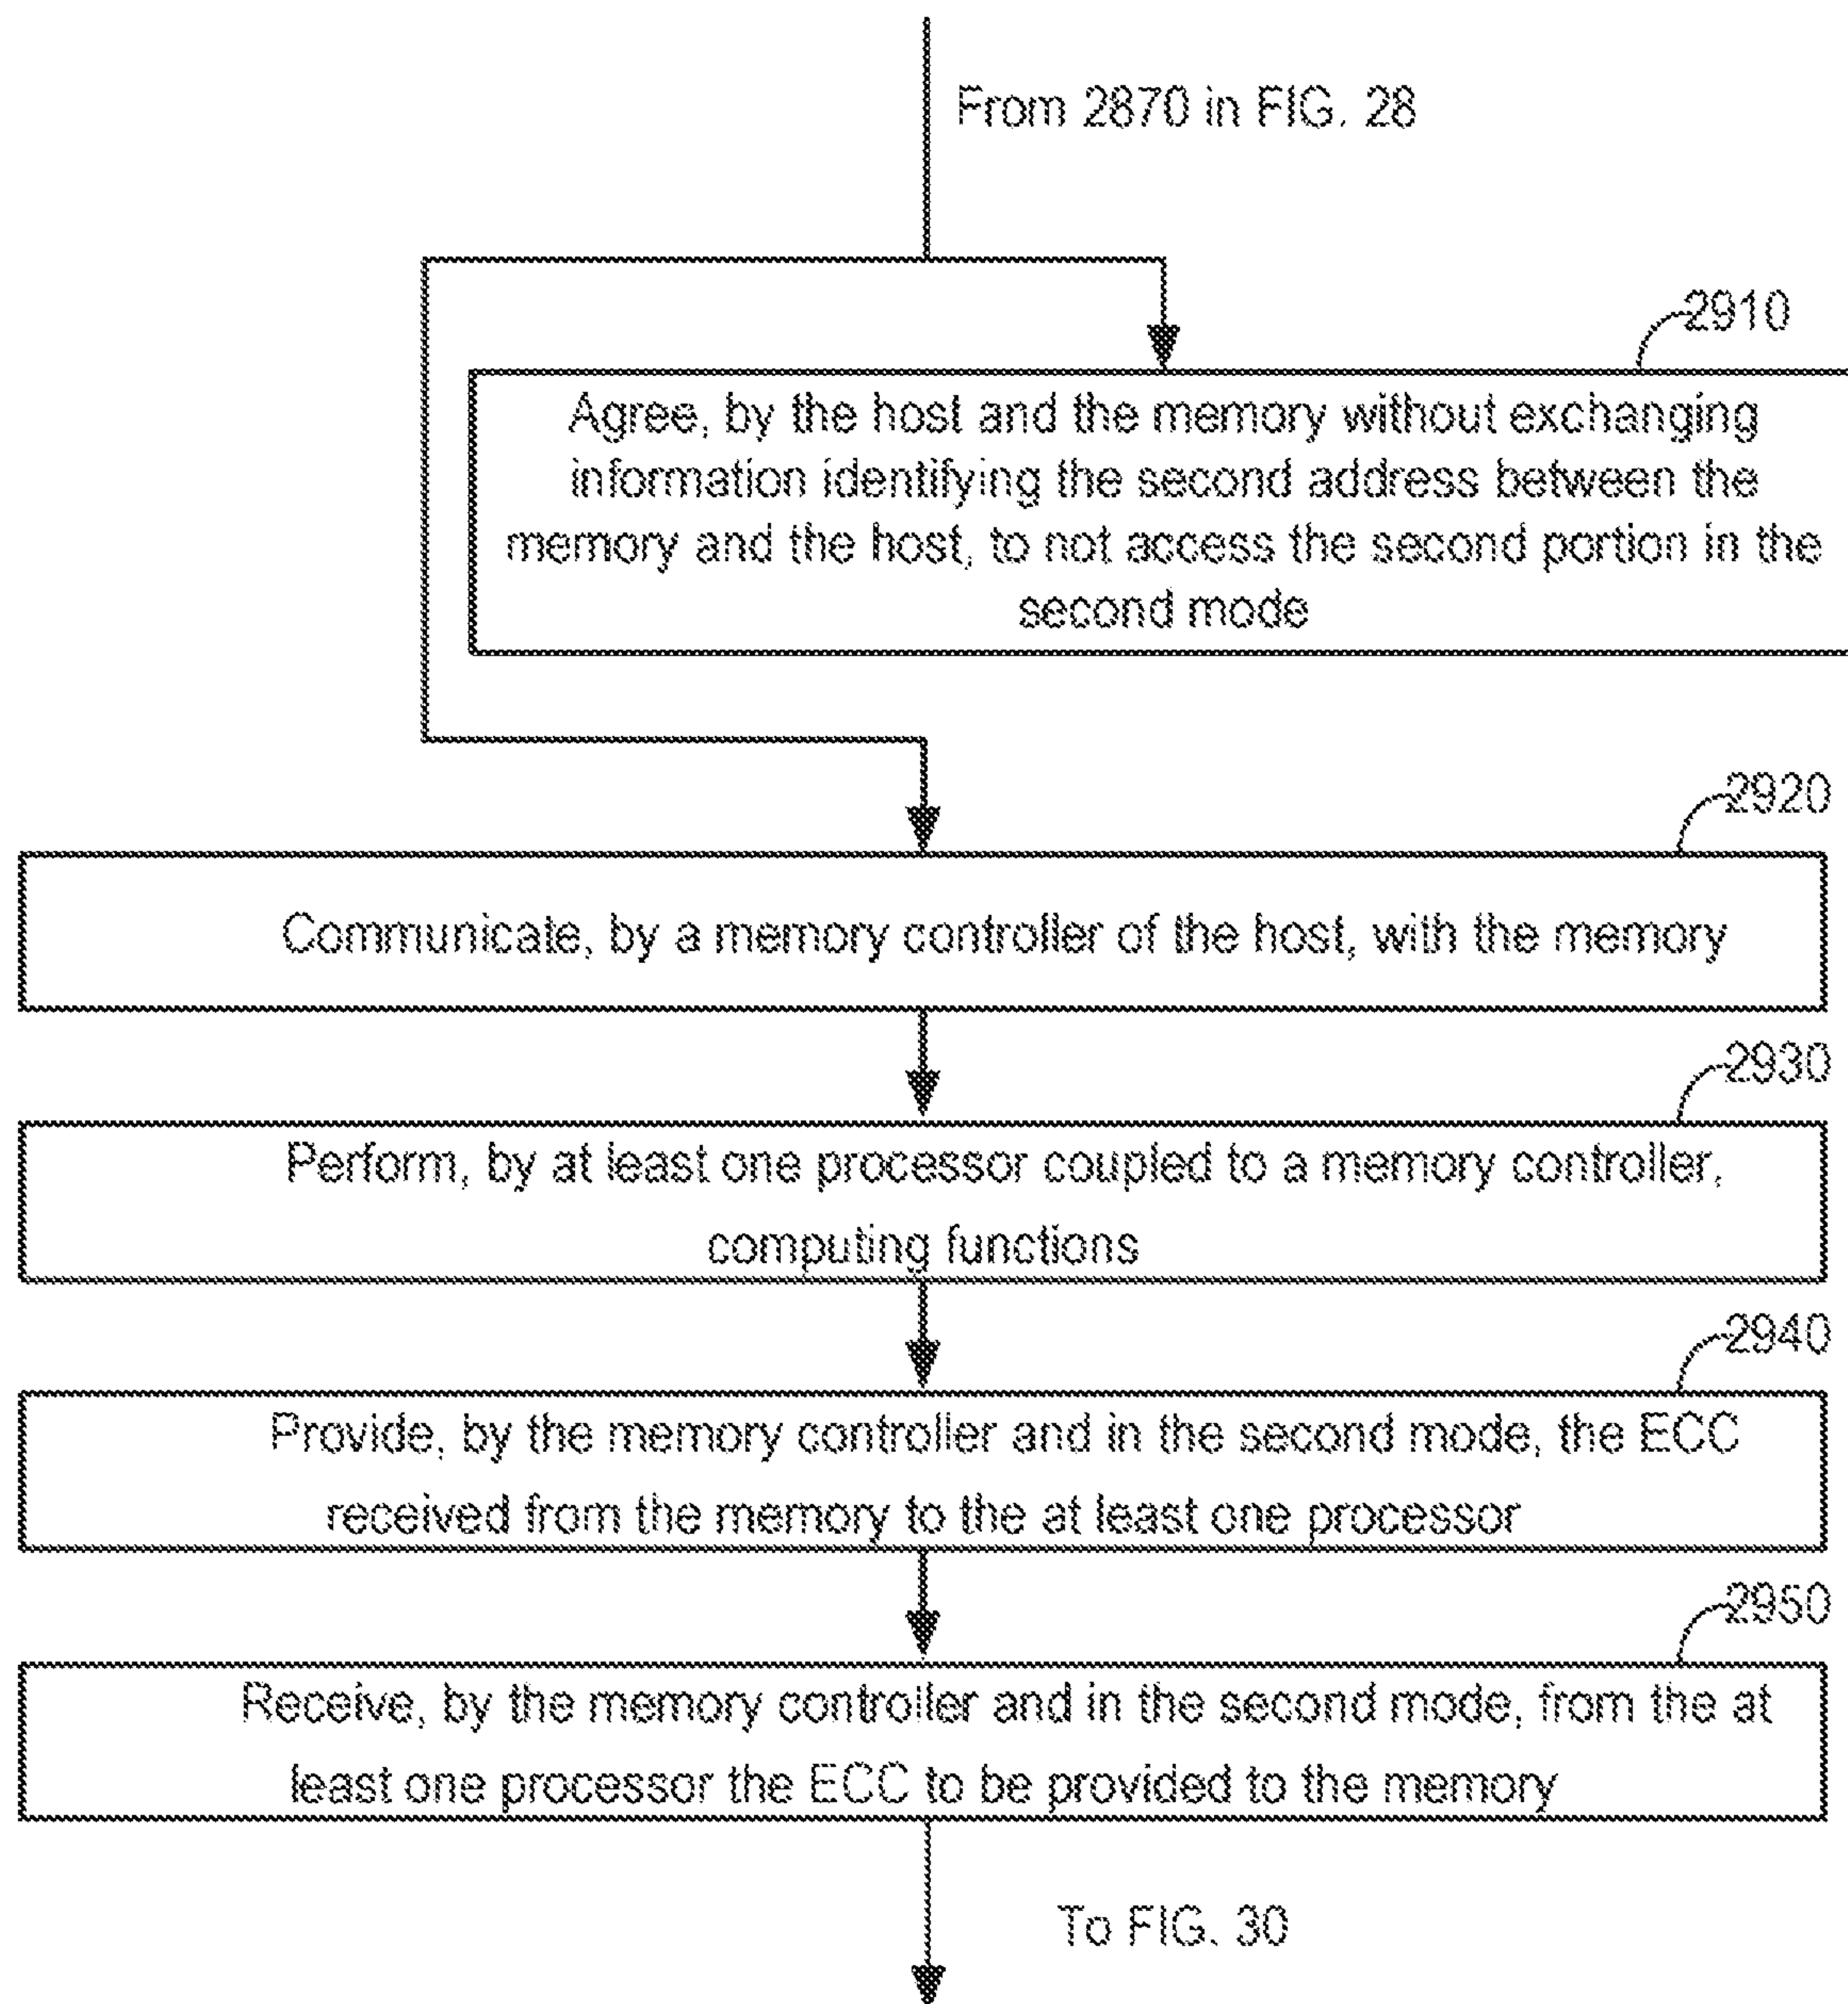 From 2870 in FIG. 28
2910
Agree, by the host and the memory without exchanging
information identifying the second address between the
memory and the host, to not access the second portion in the
second mode
2920
Communicate, by a memory controller of the host, with the memory
2930
Perform, by at least one processor coupled to a memory controller,
computing functions
2940
Provide, by the memory controller and in the second mode, the ECC
received from the memory to the at least one processor
2950
Receive, by the memory controller and in the second mode, from the at
least one processor the ECC to be provided to the memory
To FIG. 30